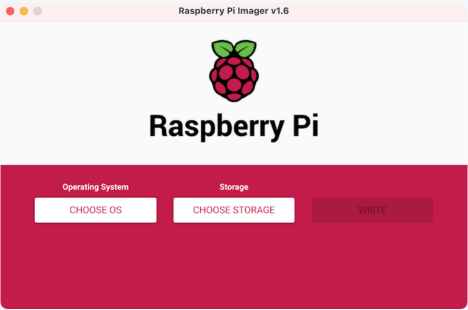 Raspberry Pi Imager v1.6
Raspberry Pi
Operating System
Storage
CHOOSE OS
CHOOSE STORAGE
WRITE